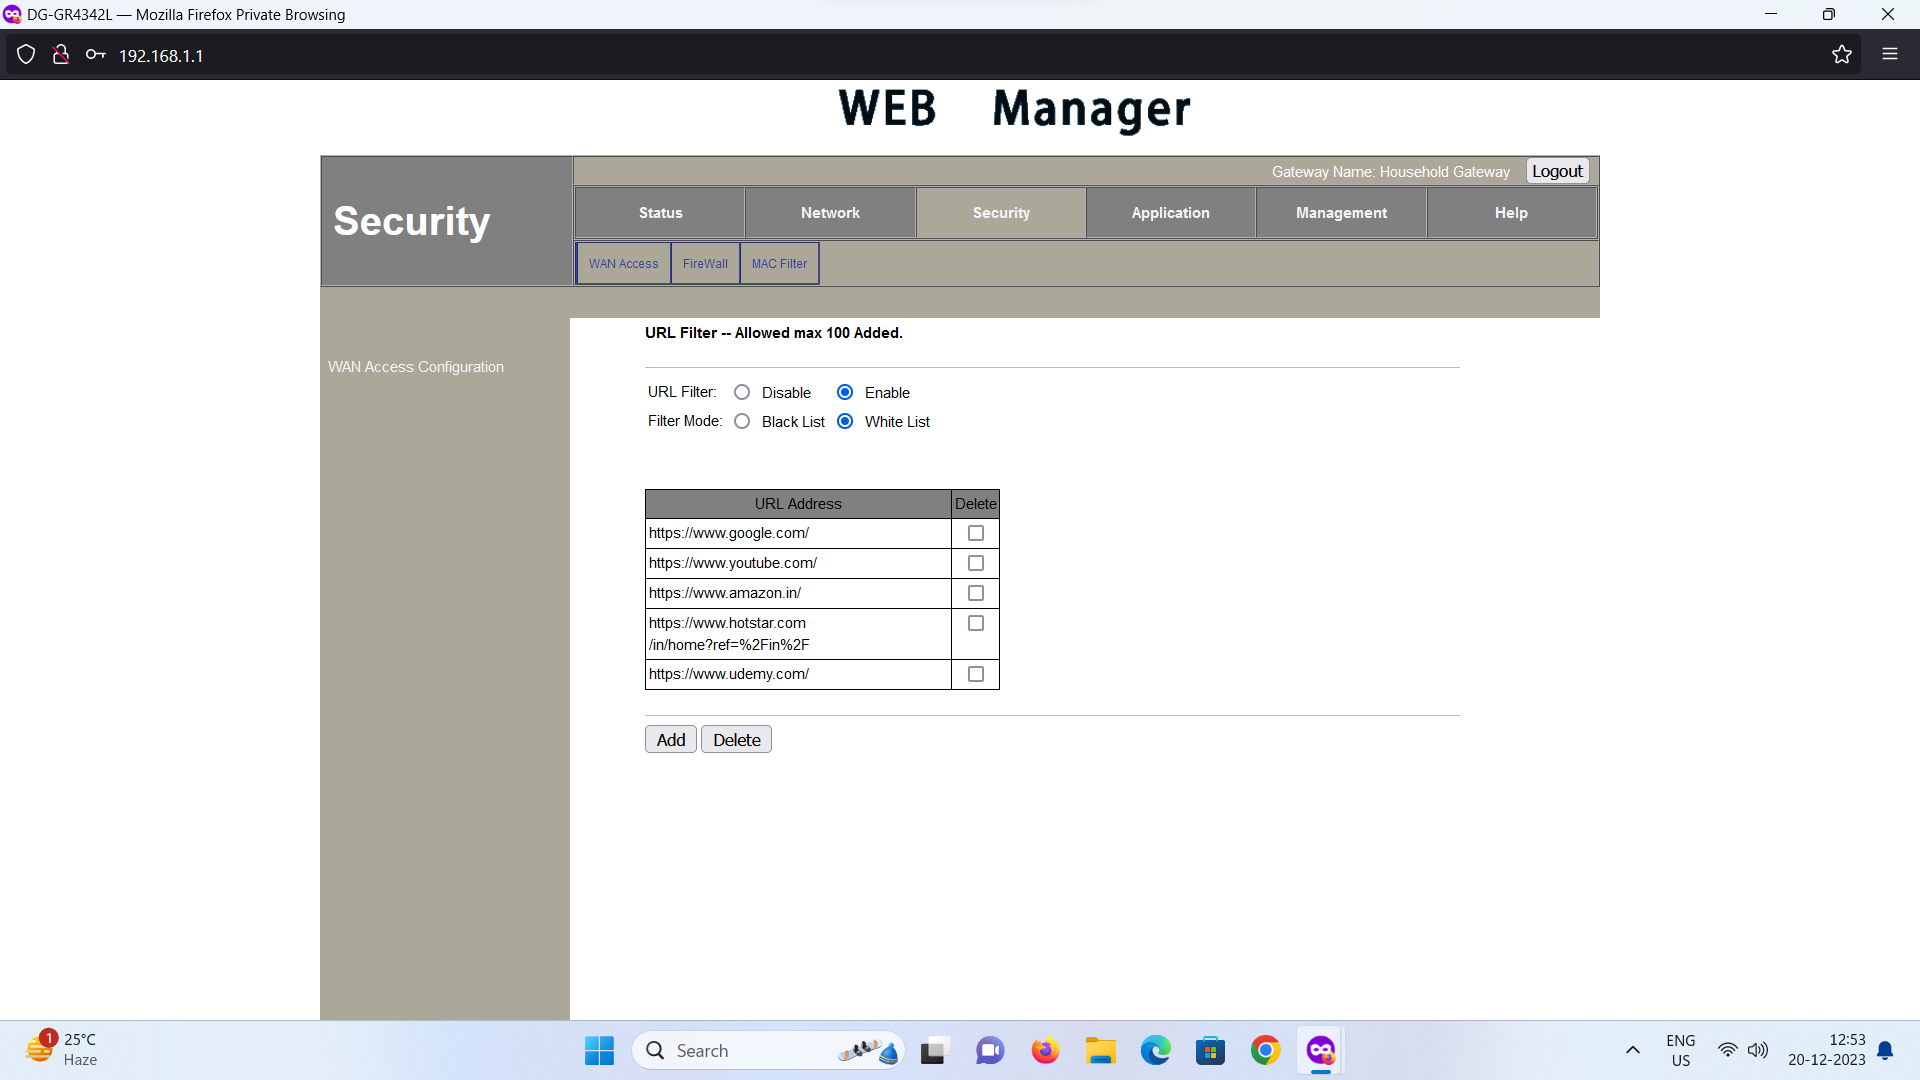 DG-GR4342L — Mozilla Firefox Private Browsing
192.168.1.1
WEB Manager
Gateway Name: Household Gateway Logout
Security
Status Network Security Application Management Help
WAN Access FireWall MAC Filter
WAN Access Configuration
URL Filter -- Allowed max 100 Added.
URL Filter: Disable Enable
Filter Mode: Black List White List
URL Address Delete
https://www.google.com/
https://www.youtube.com/
https://www.amazon.in/
https://www.hotstar.com
/in/home?ref=%2Fin%2F
https://www.udemy.com/
Add Delete
1
25°C
Haze
Search
ENG
US
12:53
20-12-2023